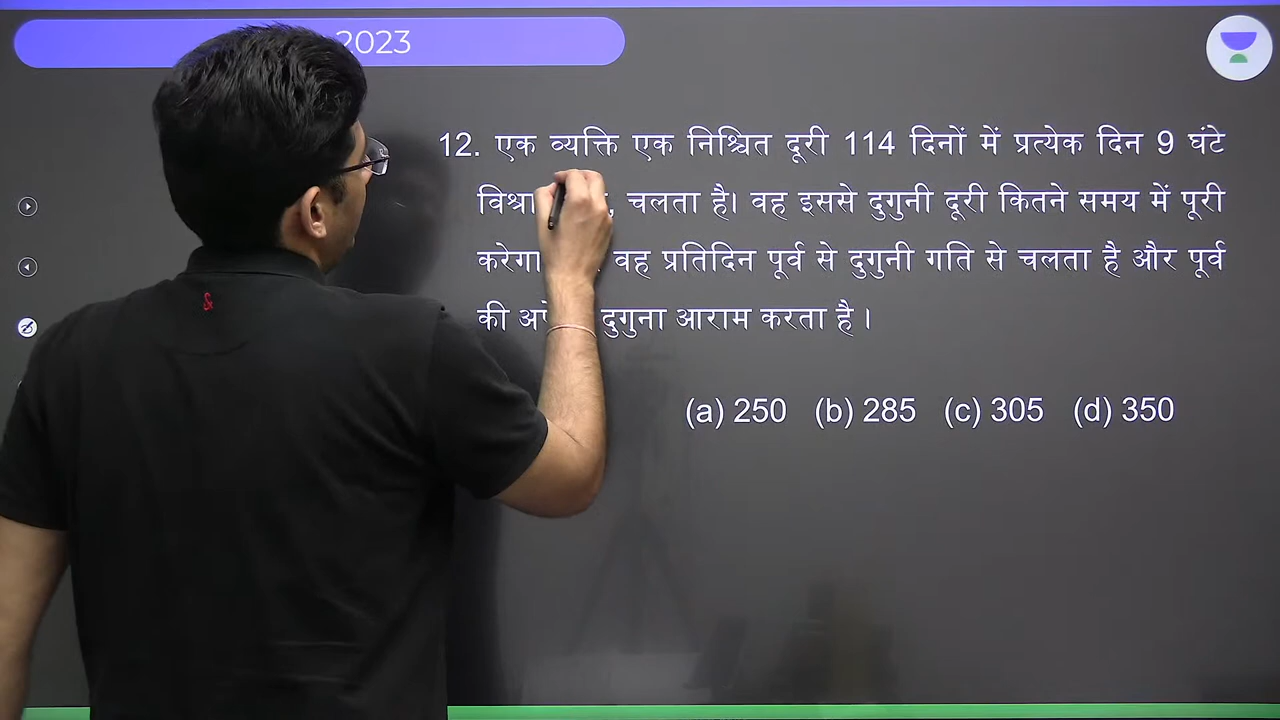 2023
12. एक व्यक्ति एक निश्चित दूरी 114 दिनों में प्रत्येक दिन 9 घंटे
चलता है। वह इससे दुगुनी दूरी कितने समय में पूरी
करेगा वह प्रतिदिन पूर्व से दुगुनी गति से चलता है और पूर्व
की दुगुना आराम करता है।
(a) 250 (b) 285 (c) 305 (d) 350